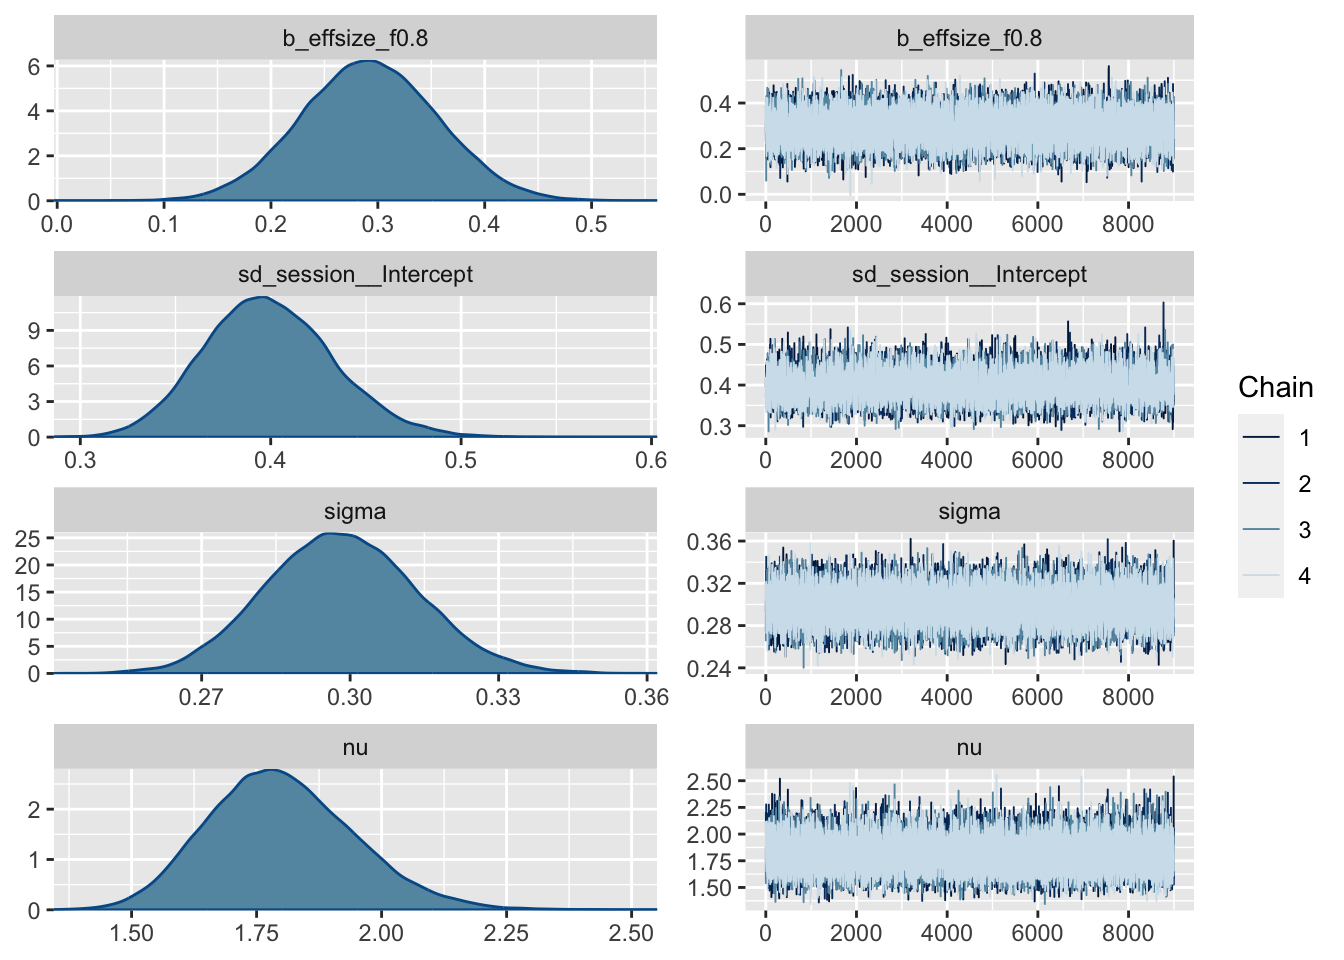 b_effsize_f0.8
b_effsize_f0.8
6
4
2
0
0.0 0.1 0.2 0.3 0.4 0.5
0.4
0.2
0.0
0 2000 4000 6000 8000
sd_session__Intercept
sd_session__Intercept
9
6
3
0
0.3 0.4 0.5 0.6
0.6
0.5
0.4
0.3
0 2000 4000 6000 8000
sigma
sigma
25
20
15
10
5
0
0.27 0.30 0.33 0.36
0.36
0.32
0.28
0.24
0 2000 4000 6000 8000
nu
nu
2
1
0
1.50 1.75 2.00 2.25 2.50
2.50
2.25
2.00
1.75
1.50
0 2000 4000 6000 8000
Chain
1
2
3
4